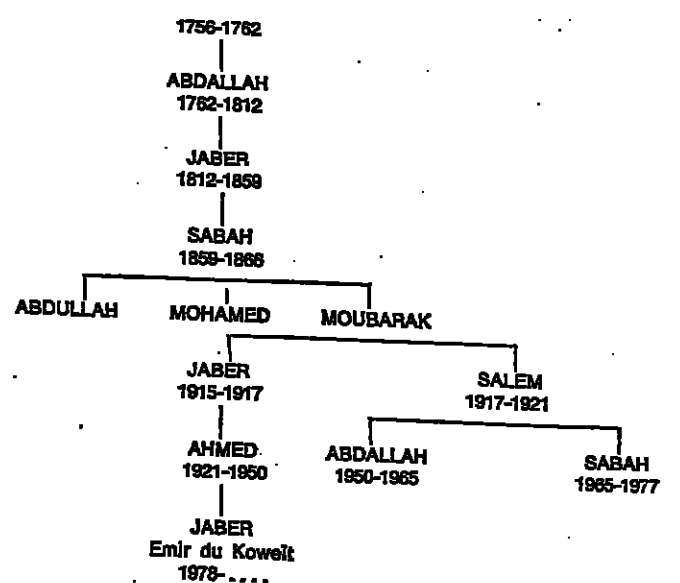 1756-1762
ABDALLAH
1762-1812
JABER
1812-1859
SABAH
1859-1866
ABDULLAH MOHAMED MOUBARAK
JABER
1915-1917
SALEM
1917-1921
AHMED
1921-1950
ABDALLAH
1950-1965
SABAH
1965-1977
JABER
Emir du Koweït
1978-....